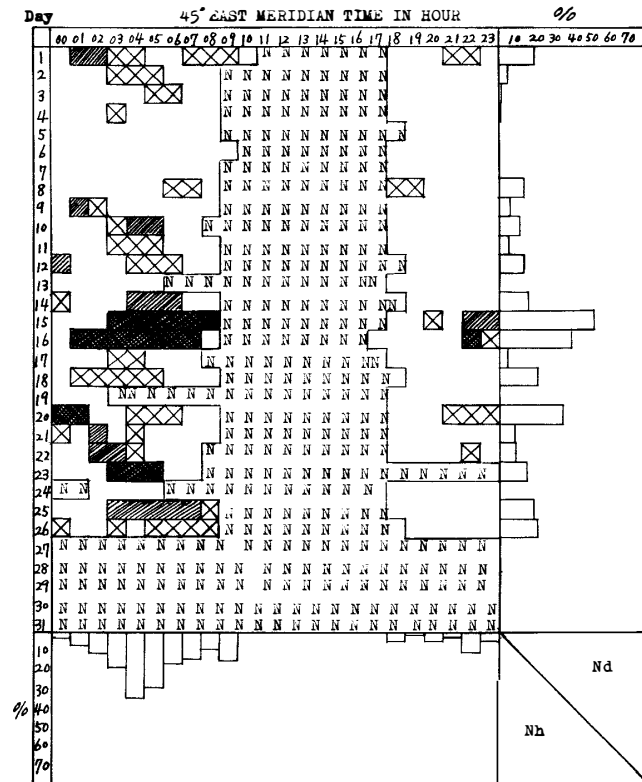 Day 45° EAST MERIDIAN TIME IN HOUR %
00 01 02 03 04 05 06 07 08 09 10 11 12 13 14 15 16 17 18 19 20 21 22 23 10 20 30 40 50 60 70
1 N N N N N N N
2 N N N N N N N N N
3 N N N N N N N N N
4 N N N N N N N N N
5 N N N N N N N N N
6 N N N N N N N N
7 N N N N N N N N N
8 N N N N N N N N N
9 N N N N N N N N N
10 N N N N N N N N N N
11 N N N N N N N N N
12 N N N N N N N N N
13 N N N N N N N N N N N N
14 N N N N N N N N N
15 N N N N N N N N N
16 N N N N N N N N
17 N N N N N N N N N N
18 N N N N N N N N N
19 N N N N N N N N N N N N N N N
20 N N N N N N N N N
21 N N N N N N N N N
22 N N N N N N N N N N
23 N N N N N N N N N N N N N N N N
24 N N N N N N N N N N N N N
25 N N N N N N N N N
26 N N N N N N N N N
27 N N N N N N N N N N N N N N N N N N N N N N N
28 N N N N N N N N N N N N N N N N N N N N N N N
29 N N N N N N N N N N N N N N N N N N N N N N N
30 N N N N N N N N N N N N N N N N N N N N N N N N
31 N N N N N N N N N N N N N N N N N N N N N N N N
10
20
30
% 40
50
60
70
Nd
Nh